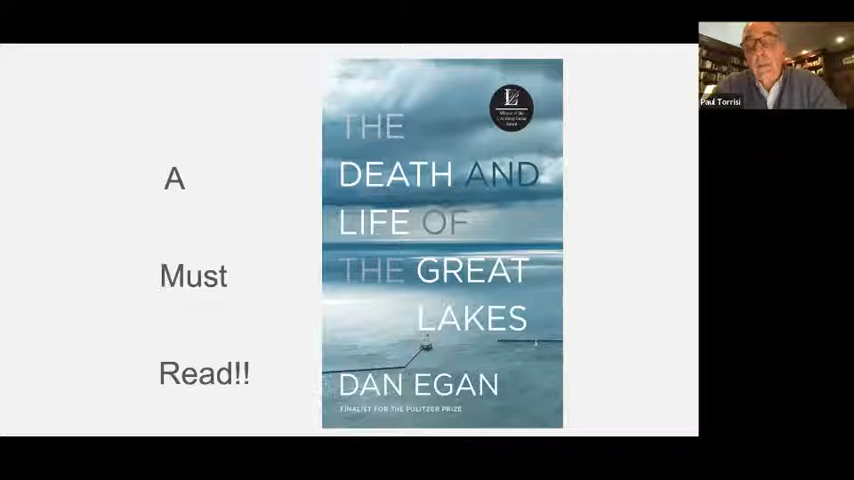 A
Must
Read!!
THE
DEATH AND
LIFE OF
THE GREAT
LAKES
DAN EGAN
FINALIST FOR THE PULITZER PRIZE
Paul Torrisi